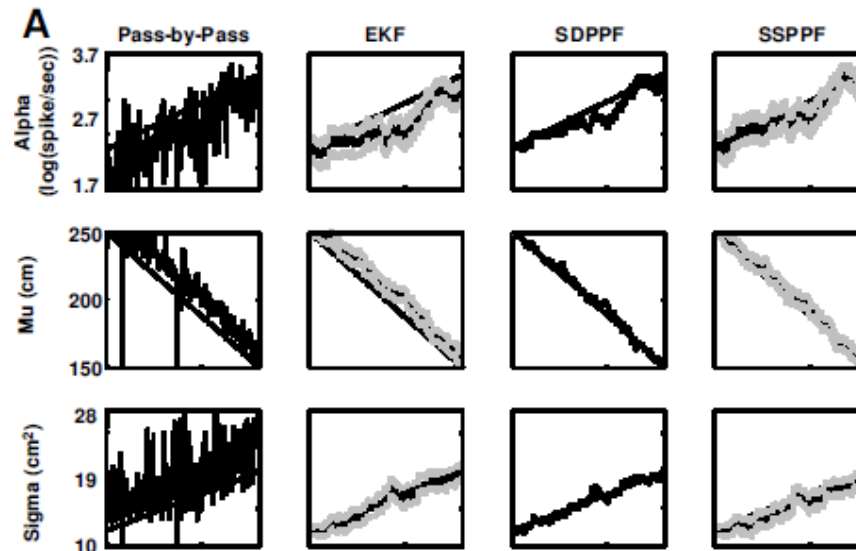 A
Pass-by-Pass EKF SDPPF SSPPF
Alpha
(log(spike/sec))
3.7
2.7
1.7
Mu (cm)
250
200
150
Sigma (cm²)
28
19
10